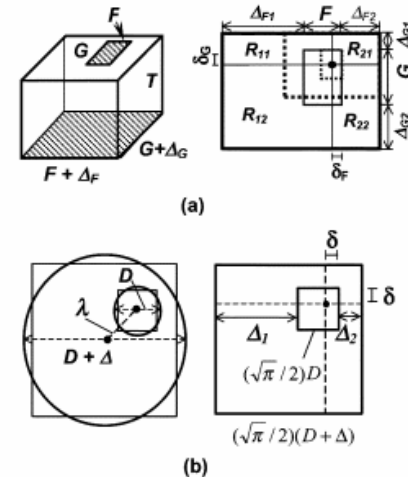 F
G
T
G+Δ_G
F + Δ_F
Δ_F1 F Δ_F2
δ_G
R_11 R_21
R_12 R_22
Δ_G1
G
Δ_G2
δ_F
(a)
D
λ
D + Δ
δ
δ
Δ_1 Δ_2
(√π / 2)D
(√π / 2)(D + Δ)
(b)